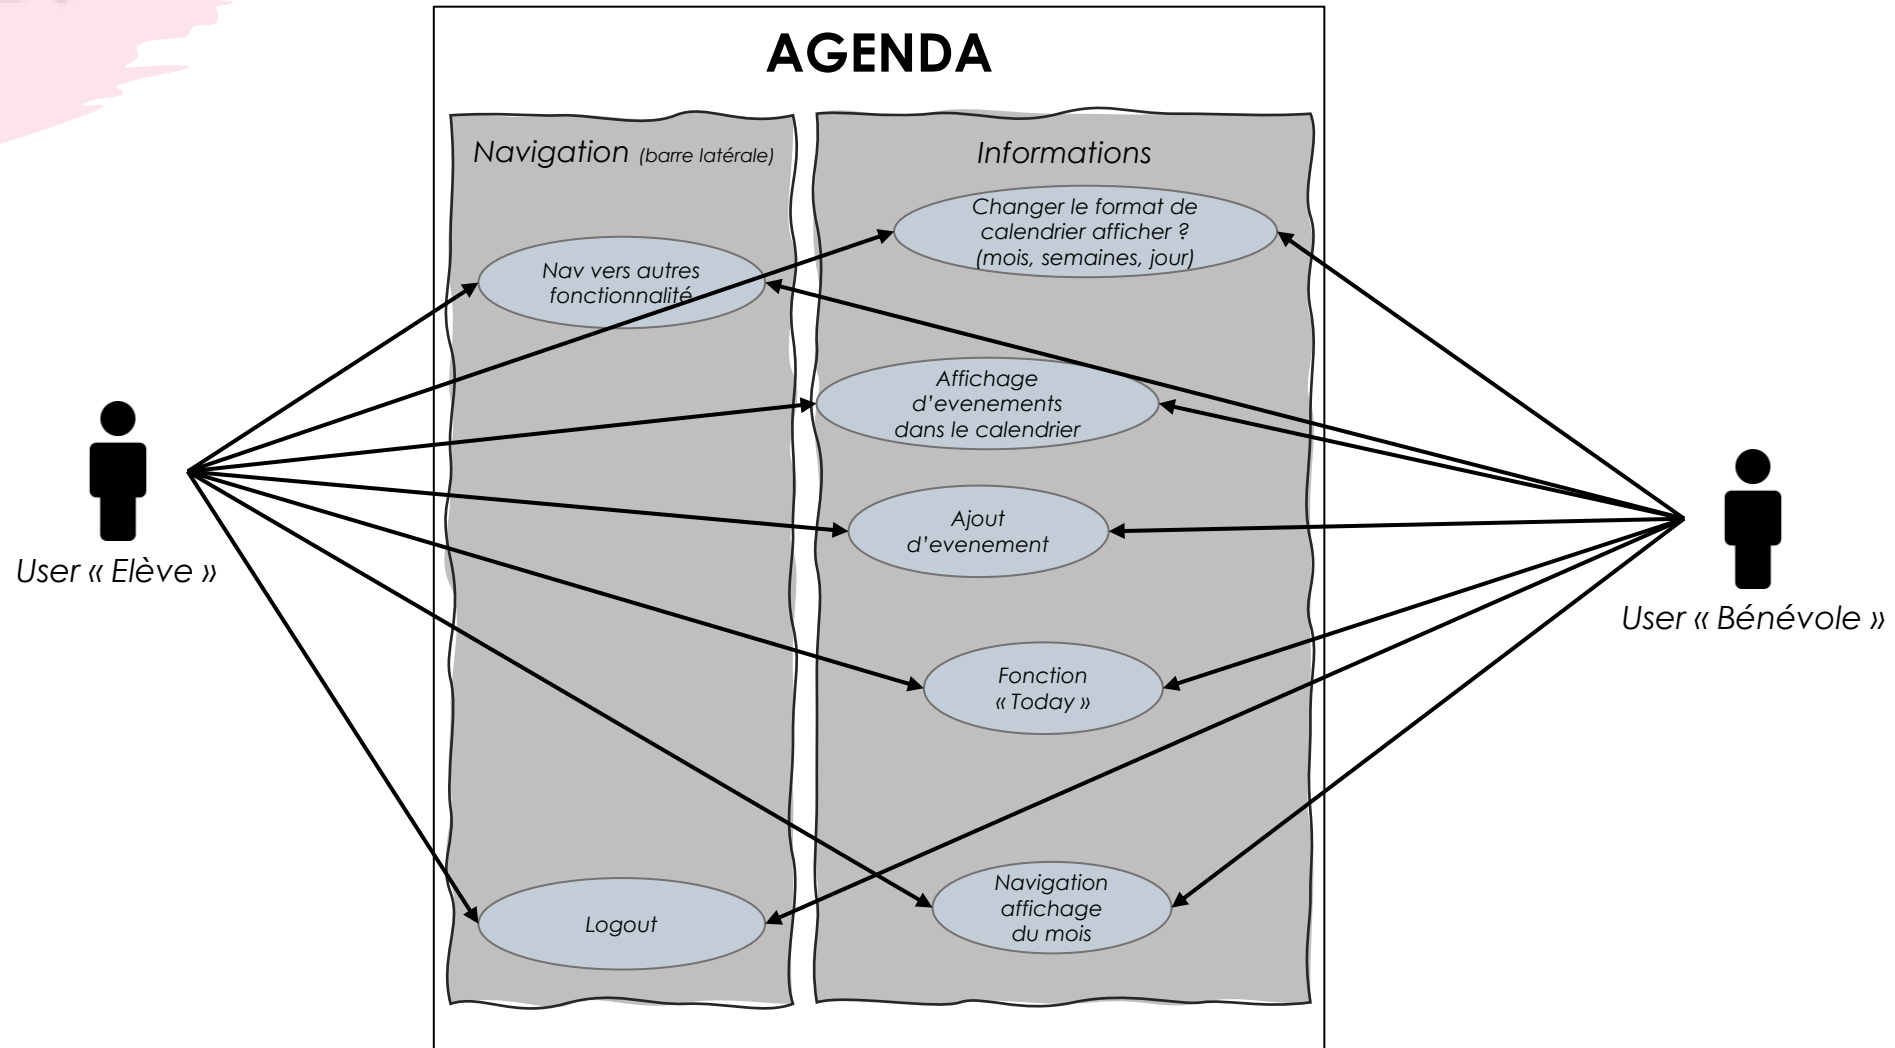 AGENDA
Navigation (barre latérale)
Informations
Changer le format de
calendrier afficher ?
(mois, semaines, jour)
Nav vers autres
fonctionnalité
Affichage
d’evenements
dans le calendrier
Ajout
d’evenement
User « Elève »
User « Bénévole »
Fonction
« Today »
Navigation
affichage
du mois
Logout